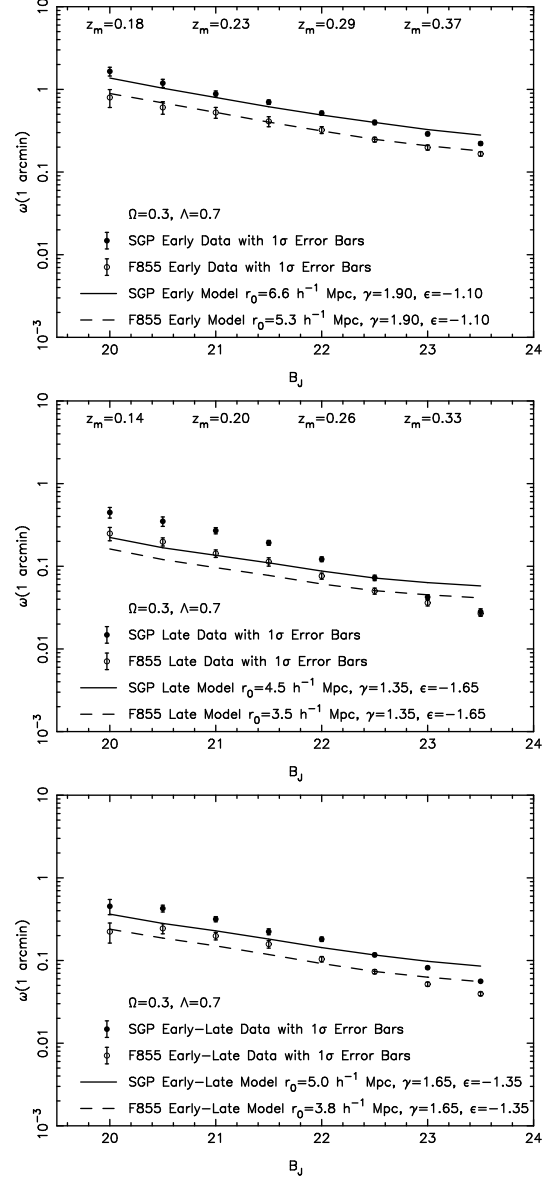 z_m=0.18 z_m=0.23 z_m=0.29 z_m=0.37
10
1
0.1
0.01
10⁻³
ω(1 arcmin)
Ω=0.3, Λ=0.7
SGP Early Data with 1σ Error Bars
F855 Early Data with 1σ Error Bars
SGP Early Model r₀=6.6 h⁻¹ Mpc, γ=1.90, ϵ=−1.10
F855 Early Model r₀=5.3 h⁻¹ Mpc, γ=1.90, ϵ=−1.10
20 21 22 23 24
B_J
z_m=0.14 z_m=0.20 z_m=0.26 z_m=0.33
10
1
0.1
0.01
10⁻³
ω(1 arcmin)
Ω=0.3, Λ=0.7
SGP Late Data with 1σ Error Bars
F855 Late Data with 1σ Error Bars
SGP Late Model r₀=4.5 h⁻¹ Mpc, γ=1.35, ϵ=−1.65
F855 Late Model r₀=3.5 h⁻¹ Mpc, γ=1.35, ϵ=−1.65
20 21 22 23 24
B_J
10
1
0.1
0.01
10⁻³
ω(1 arcmin)
Ω=0.3, Λ=0.7
SGP Early−Late Data with 1σ Error Bars
F855 Early−Late Data with 1σ Error Bars
SGP Early−Late Model r₀=5.0 h⁻¹ Mpc, γ=1.65, ϵ=−1.35
F855 Early−Late Model r₀=3.8 h⁻¹ Mpc, γ=1.65, ϵ=−1.35
20 21 22 23 24
B_J